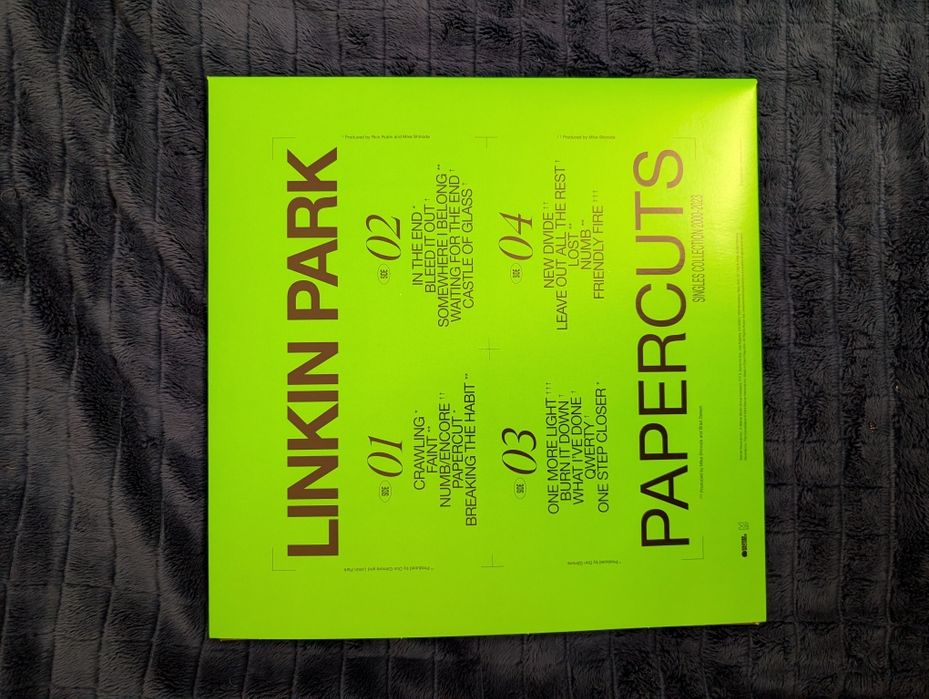 LINKIN PARK
* Produced by Don Gilmore and Linkin Park
† Produced by Rick Rubin and Mike Shinoda
SIDE 01
CRAWLING *
FAINT **
NUMB/ENCORE ††
PAPERCUT *
BREAKING THE HABIT **
SIDE 02
IN THE END *
BLEED IT OUT †
SOMEWHERE I BELONG **
WAITING FOR THE END †
CASTLE OF GLASS †
SIDE 03
ONE MORE LIGHT †††
BURN IT DOWN †
WHAT I'VE DONE †
QWERTY †
ONE STEP CLOSER *
SIDE 04
NEW DIVIDE ††
LEAVE OUT ALL THE REST †
LOST **
NUMB **
FRIENDLY FIRE †††
* Produced by Don Gilmore
†† Produced by Mike Shinoda
PAPERCUTS
SINGLES COLLECTION 2000–2023
††† Produced by Mike Shinoda and Brad Delson